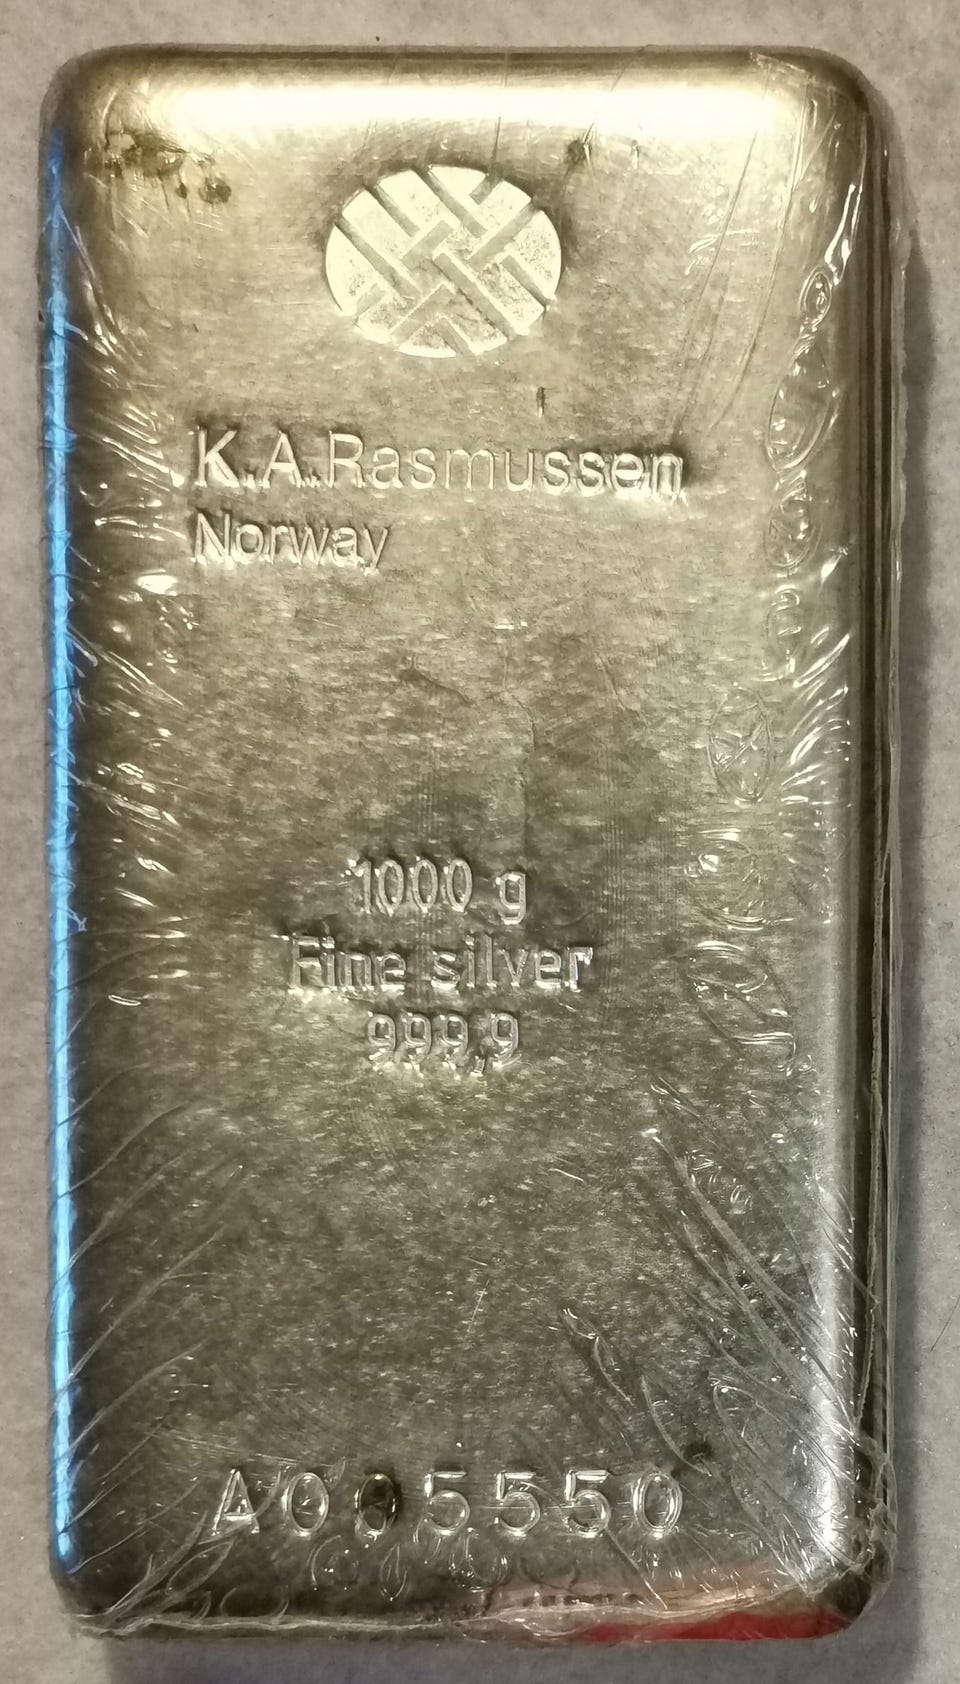 K.A.Rasmussen
Norway
1000 g
Fine silver
999,9
A005550